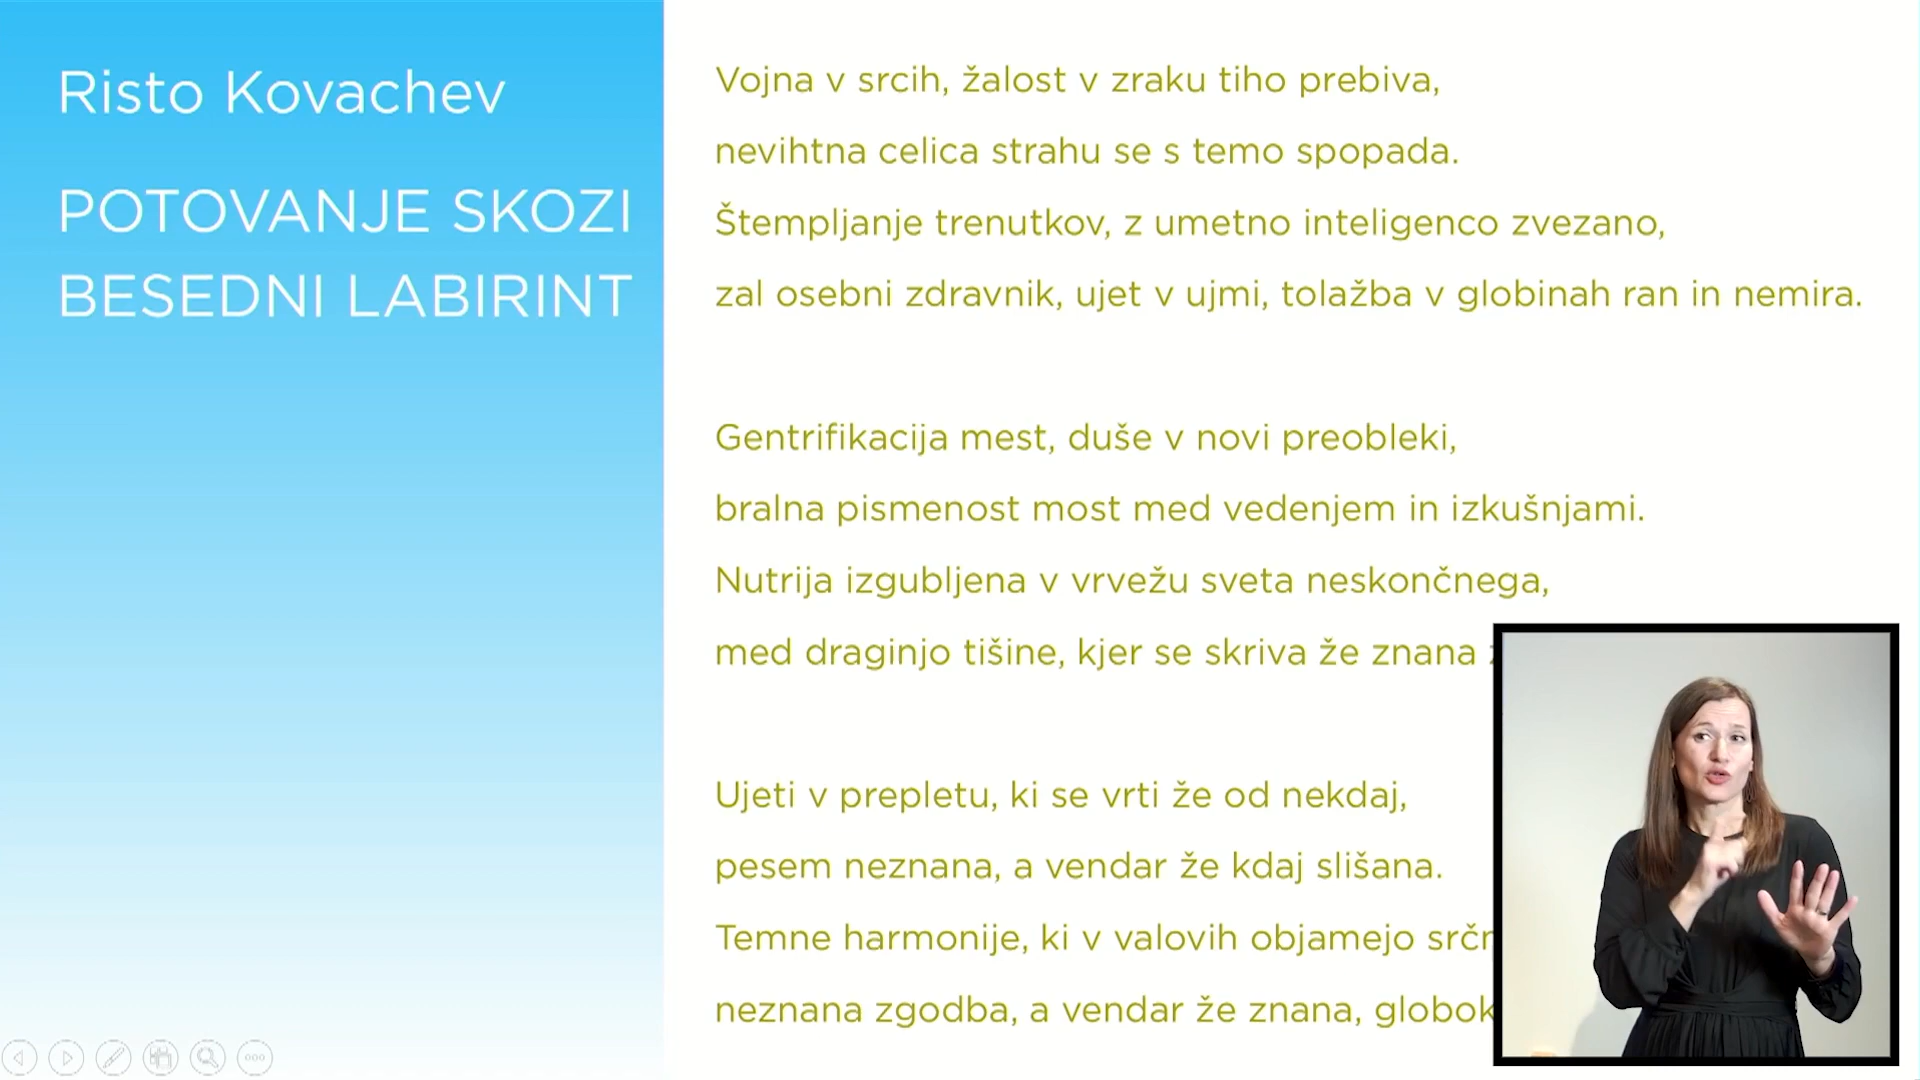 Risto Kovachev
POTOVANJE SKOZI
BESEDNI LABIRINT
Vojna v srcih, žalost v zraku tiho prebiva,
nevihtna celica strahu se s temo spopada.
Štempljanje trenutkov, z umetno inteligenco zvezano,
zal osebni zdravnik, ujet v ujmi, tolažba v globinah ran in nemira.
Gentrifikacija mest, duše v novi preobleki,
bralna pismenost most med vedenjem in izkušnjami.
Nutrija izgubljena v vrvežu sveta neskončnega,
med draginjo tišine, kjer se skriva že znana
Ujeti v prepletu, ki se vrti že od nekdaj,
pesem neznana, a vendar že kdaj slišana.
Temne harmonije, ki v valovih objamejo
neznana zgodba, a vendar že znana,